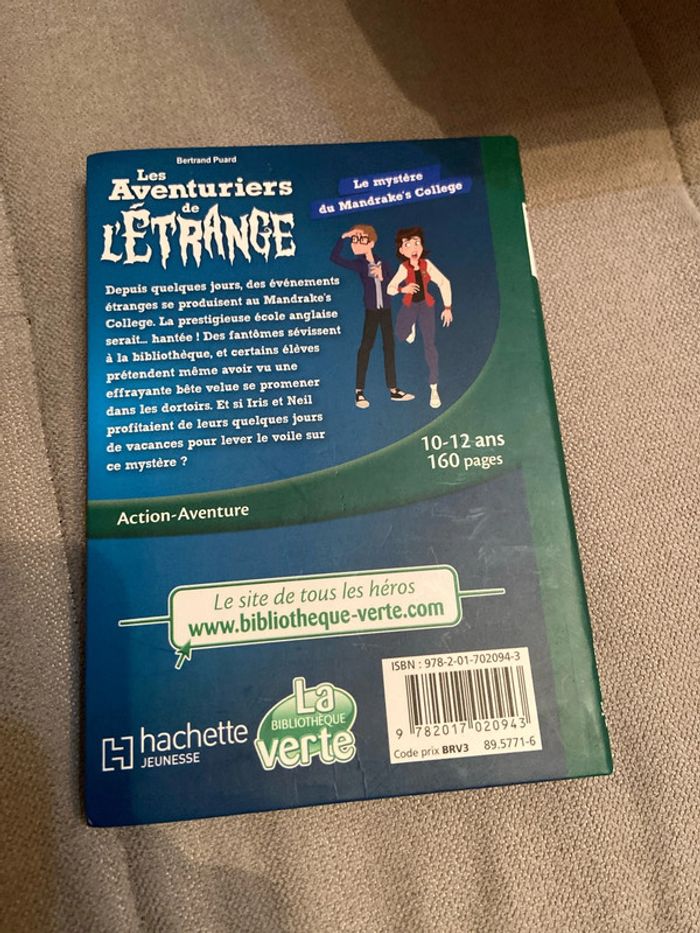 Bertrand Puard
Les
Aventuriers
de
L'ÉTRANGE
Le mystère
du Mandrake's College
Depuis quelques jours, des événements
étranges se produisent au Mandrake's
College. La prestigieuse école anglaise
serait... hantée ! Des fantômes sévissent
à la bibliothèque, et certains élèves
prétendent même avoir vu une
effrayante bête velue se promener
dans les dortoirs. Et si Iris et Neil
profitaient de leurs quelques jours
de vacances pour lever le voile sur
ce mystère ?
10-12 ans
160 pages
Action-Aventure
Le site de tous les héros
www.bibliotheque-verte.com
ISBN : 978-2-01-702094-3
9 782017 020943
Code prix BRV3 89.5771-6
hachette
JEUNESSE
La
BIBLIOTHÈQUE
verte